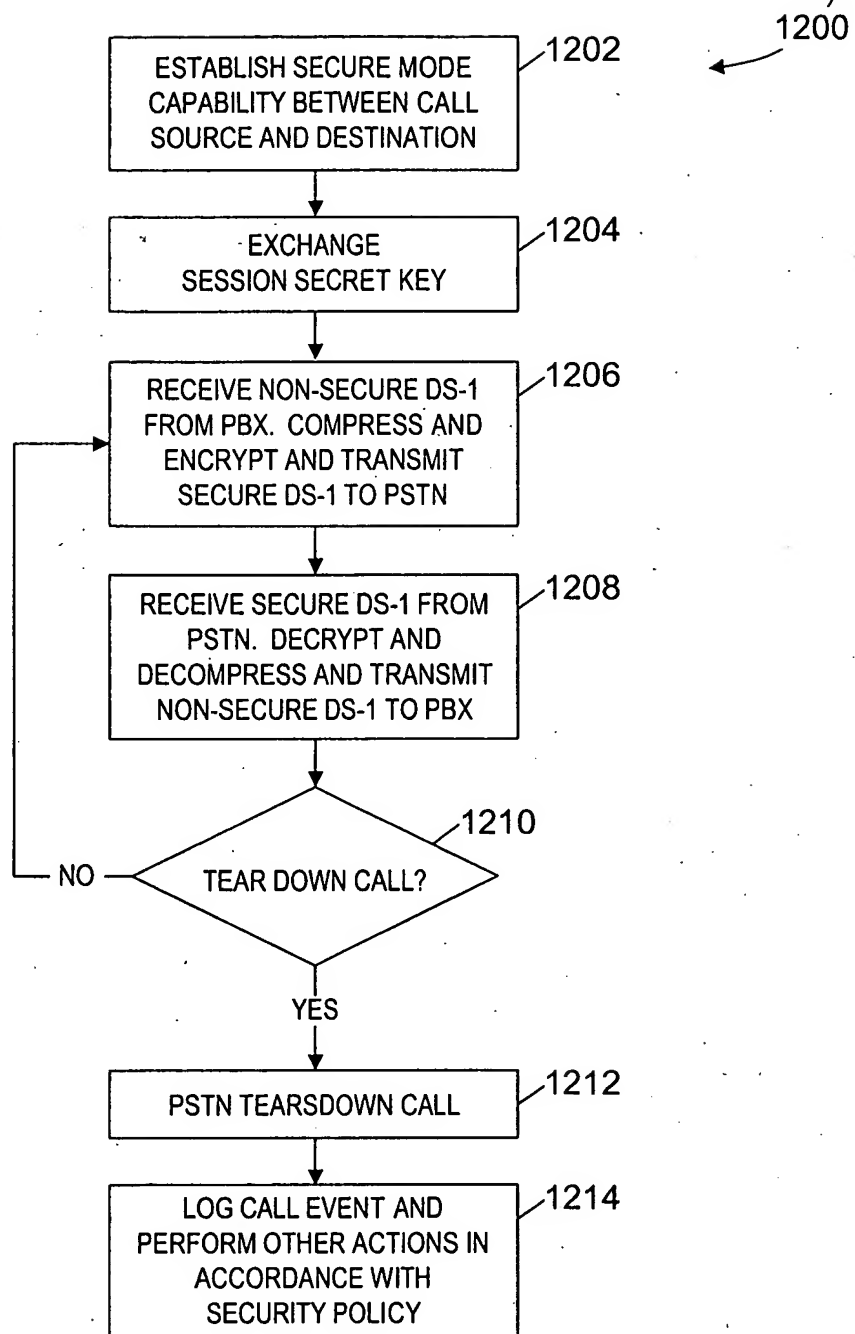 1200
ESTABLISH SECURE MODE
CAPABILITY BETWEEN CALL
SOURCE AND DESTINATION
1202
EXCHANGE
SESSION SECRET KEY
1204
RECEIVE NON-SECURE DS-1
FROM PBX. COMPRESS AND
ENCRYPT AND TRANSMIT
SECURE DS-1 TO PSTN
1206
RECEIVE SECURE DS-1 FROM
PSTN. DECRYPT AND
DECOMPRESS AND TRANSMIT
NON-SECURE DS-1 TO PBX
1208
TEAR DOWN CALL?
1210
NO
YES
PSTN TEARSDOWN CALL
1212
LOG CALL EVENT AND
PERFORM OTHER ACTIONS IN
ACCORDANCE WITH
SECURITY POLICY
1214